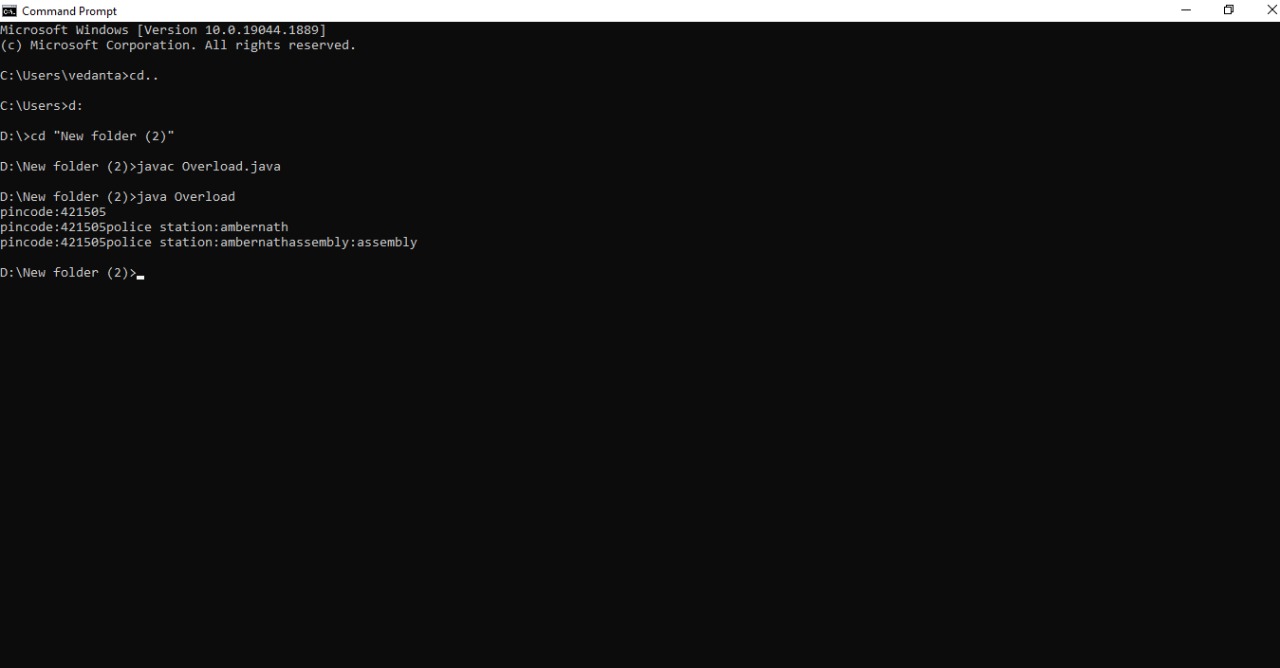 Command Prompt
Microsoft Windows [Version 10.0.19044.1889]
(c) Microsoft Corporation. All rights reserved.
C:\Users\vedanta>cd..
C:\Users>d:
D:\>cd "New folder (2)"
D:\New folder (2)>javac Overload.java
D:\New folder (2)>java Overload
pincode:421505
pincode:421505police station:ambernath
pincode:421505police station:ambernathassembly:assembly
D:\New folder (2)>